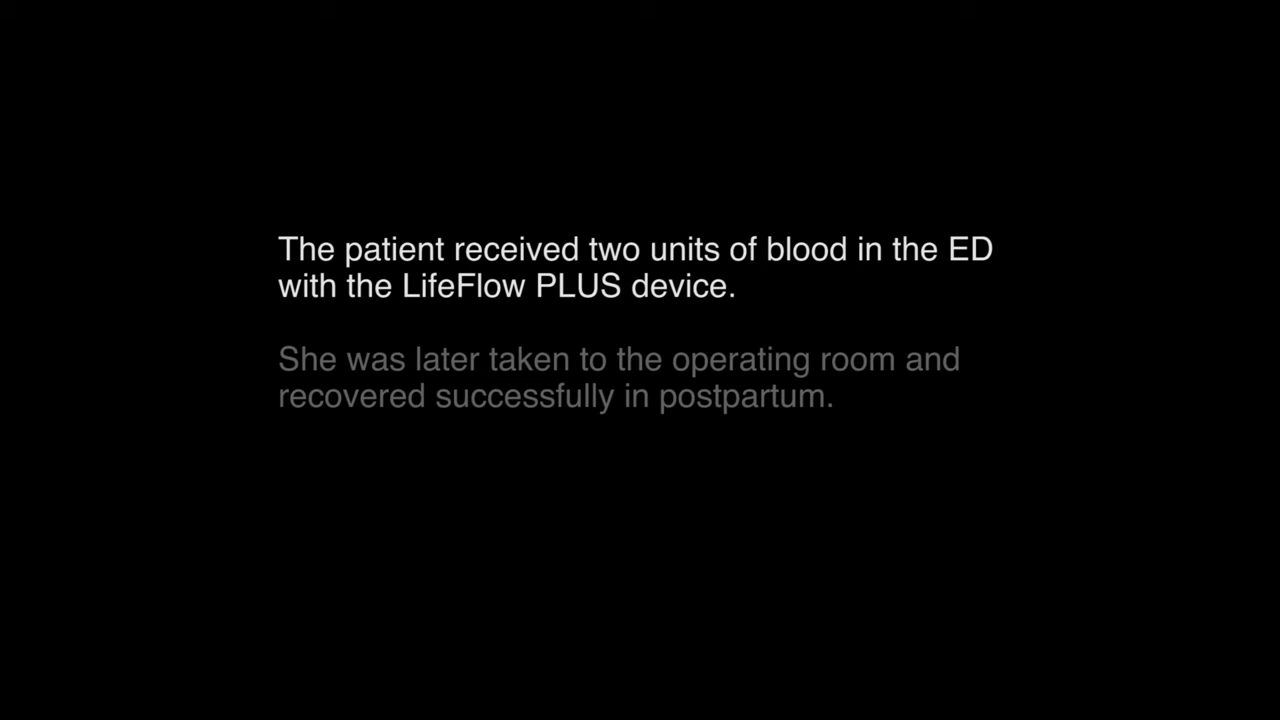 The patient received two units of blood in the ED
with the LifeFlow PLUS device.
She was later taken to the operating room and
recovered successfully in postpartum.